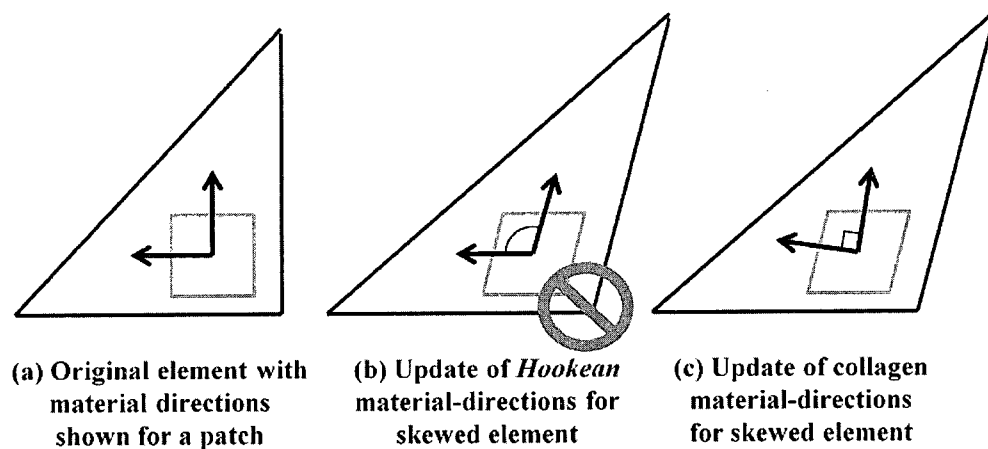 (a) Original element with
material directions
shown for a patch
(b) Update of Hookean
material-directions for
skewed element
(c) Update of collagen
material-directions
for skewed element